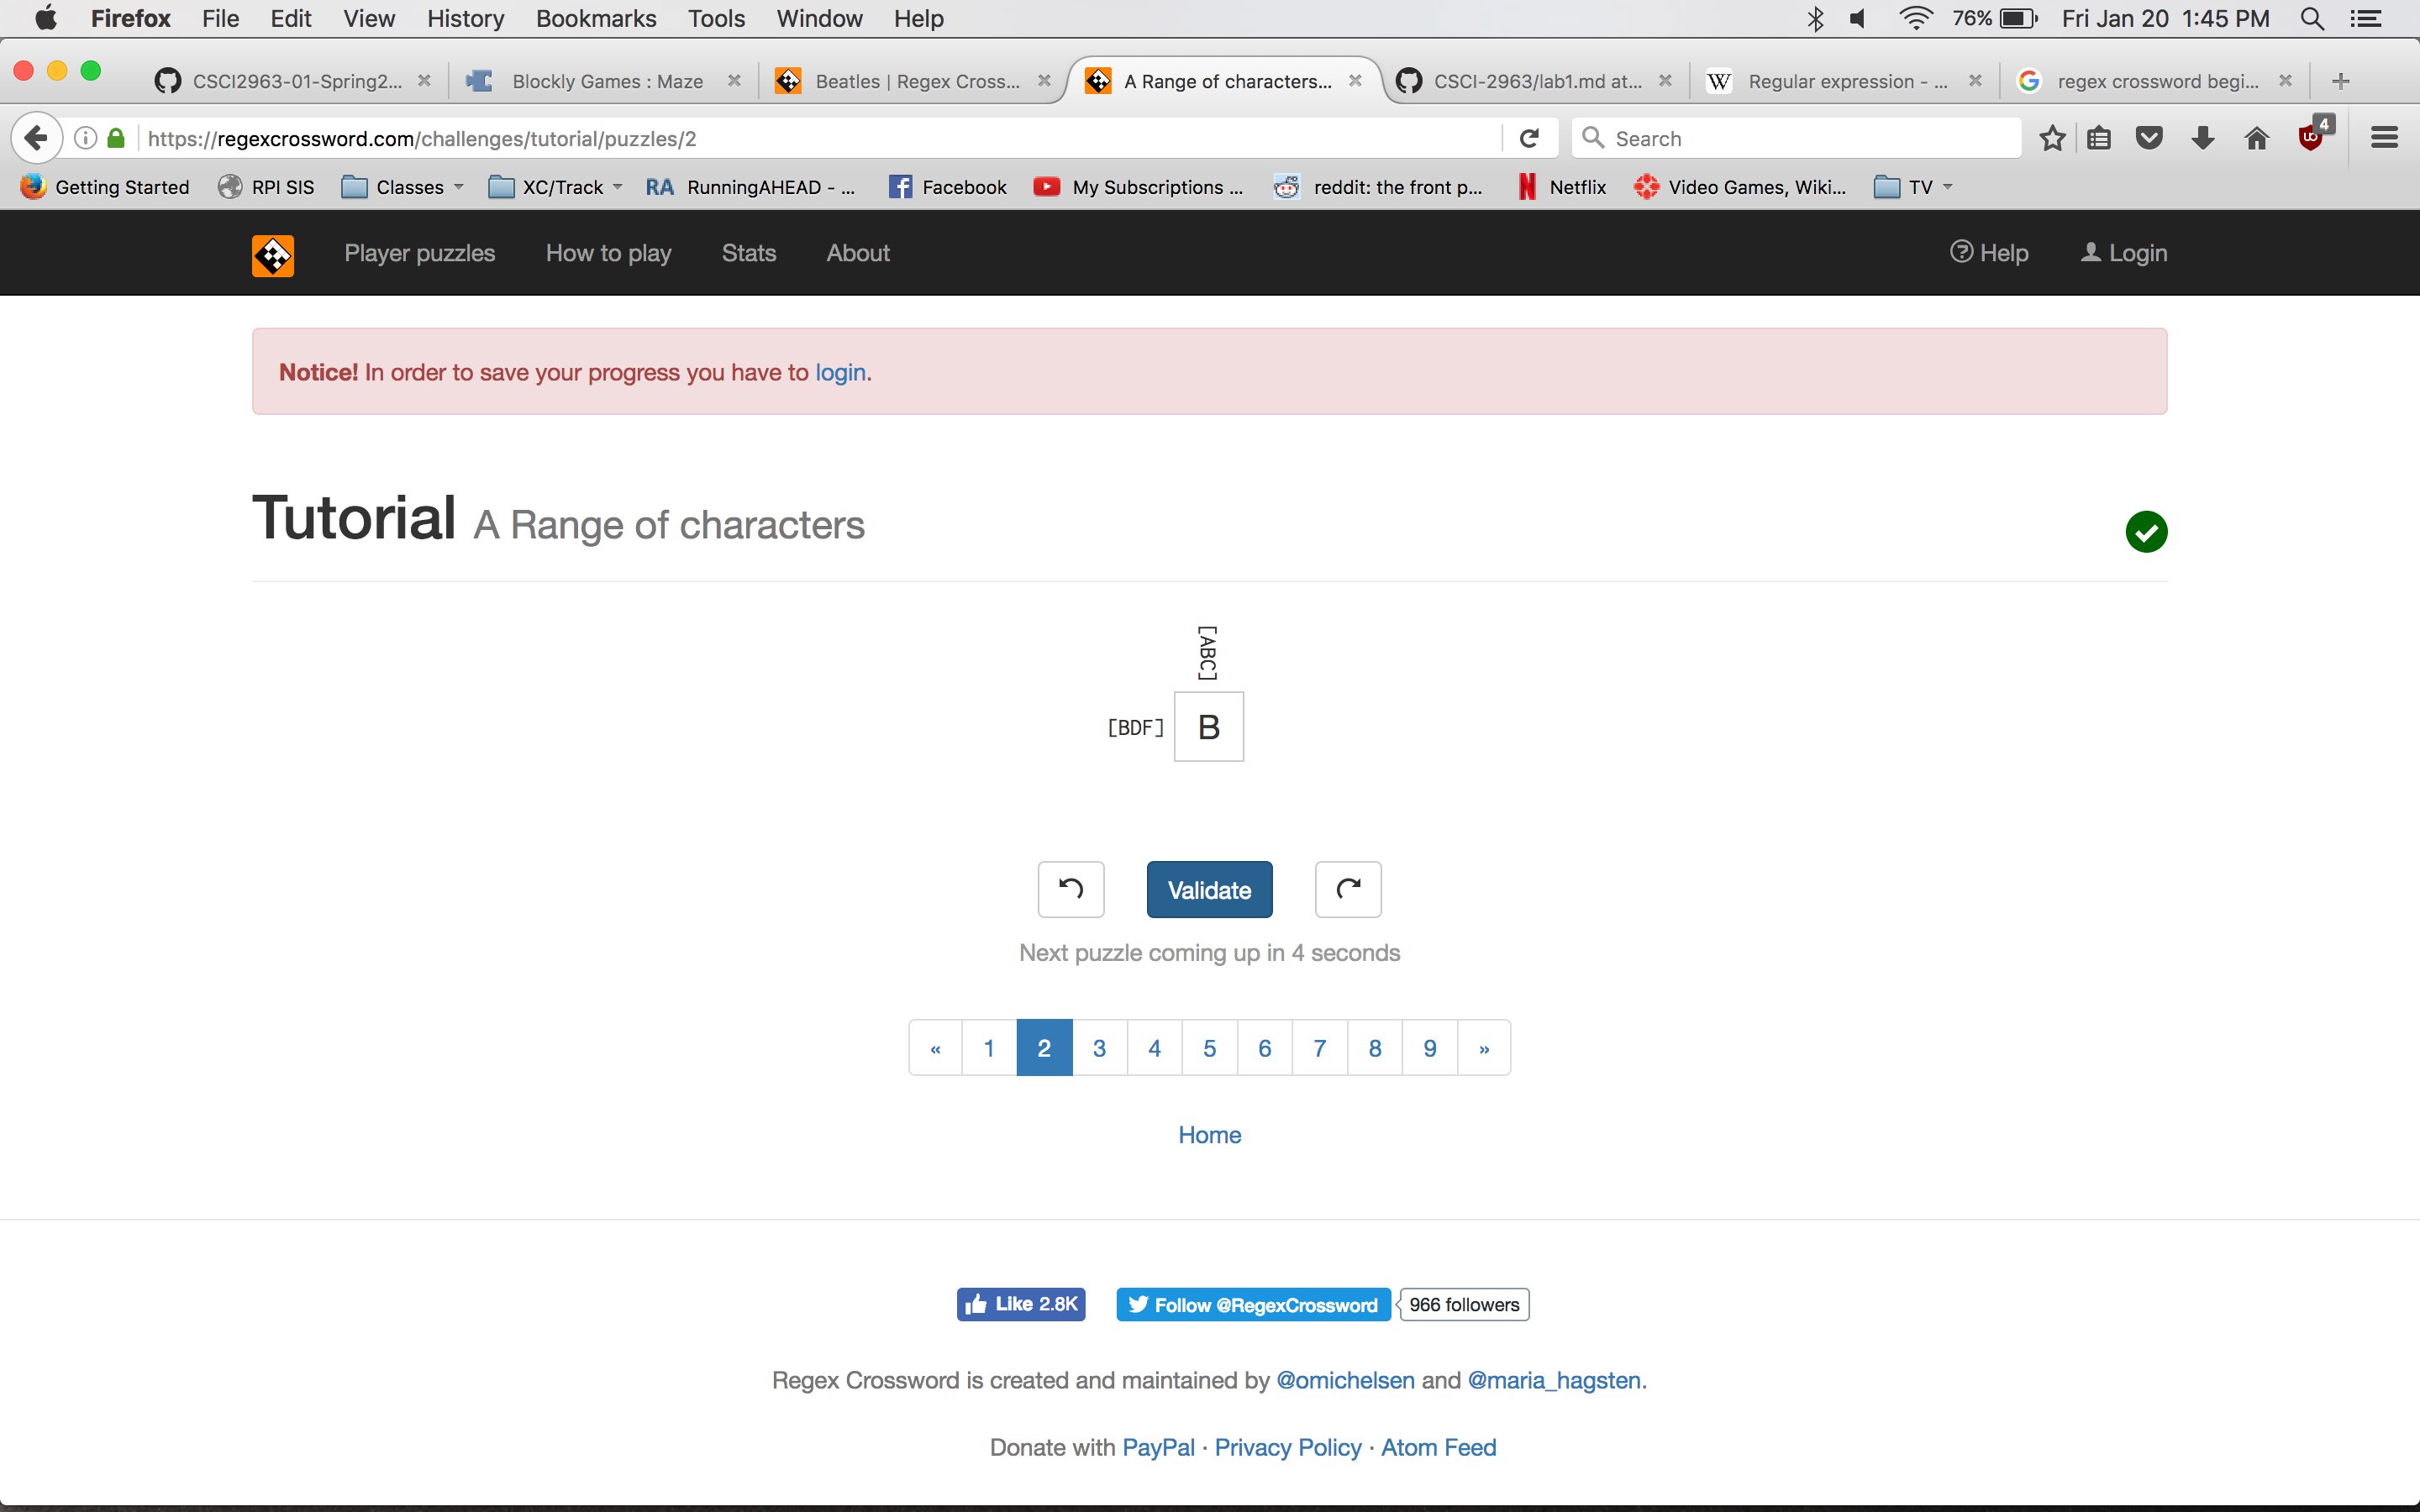 Firefox File Edit View History Bookmarks Tools Window Help 76% Fri Jan 20 1:45 PM
CSCI2963-01-Spring2... Blockly Games : Maze Beatles | Regex Cross... A Range of characters... CSCI-2963/lab1.md at... W Regular expression - ... G regex crossword begi...
https://regexcrossword.com/challenges/tutorial/puzzles/2 Search 4
Getting Started RPI SIS Classes XC/Track RA RunningAHEAD - ... Facebook My Subscriptions ... reddit: the front p... N Netflix Video Games, Wiki... TV
Player puzzles How to play Stats About Help Login
Notice! In order to save your progress you have to login.
Tutorial A Range of characters
[ABC]
[BDF] B
Validate
Next puzzle coming up in 4 seconds
« 1 2 3 4 5 6 7 8 9 »
Home
Like 2.8K Follow @RegexCrossword 966 followers
Regex Crossword is created and maintained by @omichelsen and @maria_hagsten.
Donate with PayPal · Privacy Policy · Atom Feed